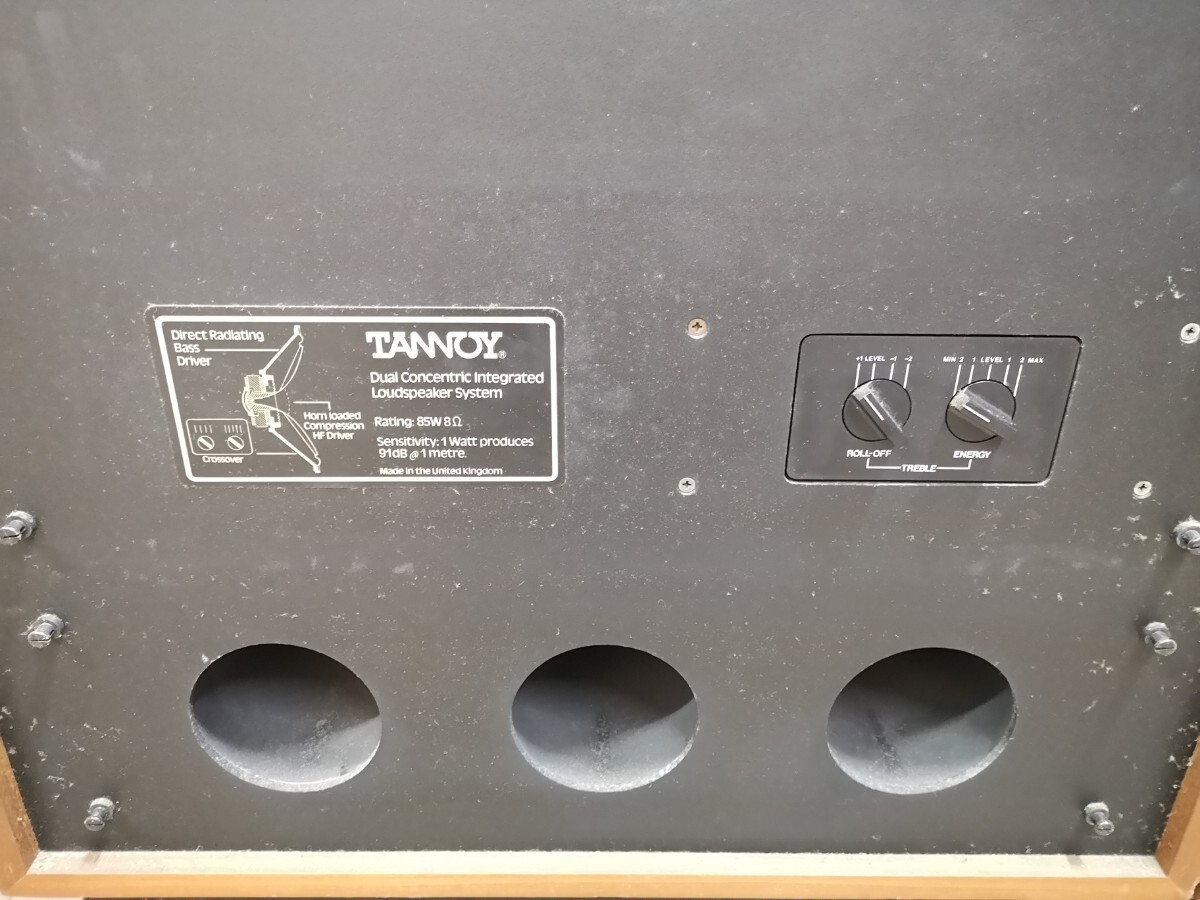 Direct Radiating
Bass
Driver
Horn loaded
Compression
HF Driver
Crossover
TANNOY®
Dual Concentric Integrated
Loudspeaker System
Rating: 85W 8Ω
Sensitivity: 1 Watt produces
91dB @ 1 metre.
Made in the United Kingdom
+1 LEVEL -1 -2
ROLL-OFF
MIN 2 1 LEVEL 1 2 MAX
ENERGY
TREBLE